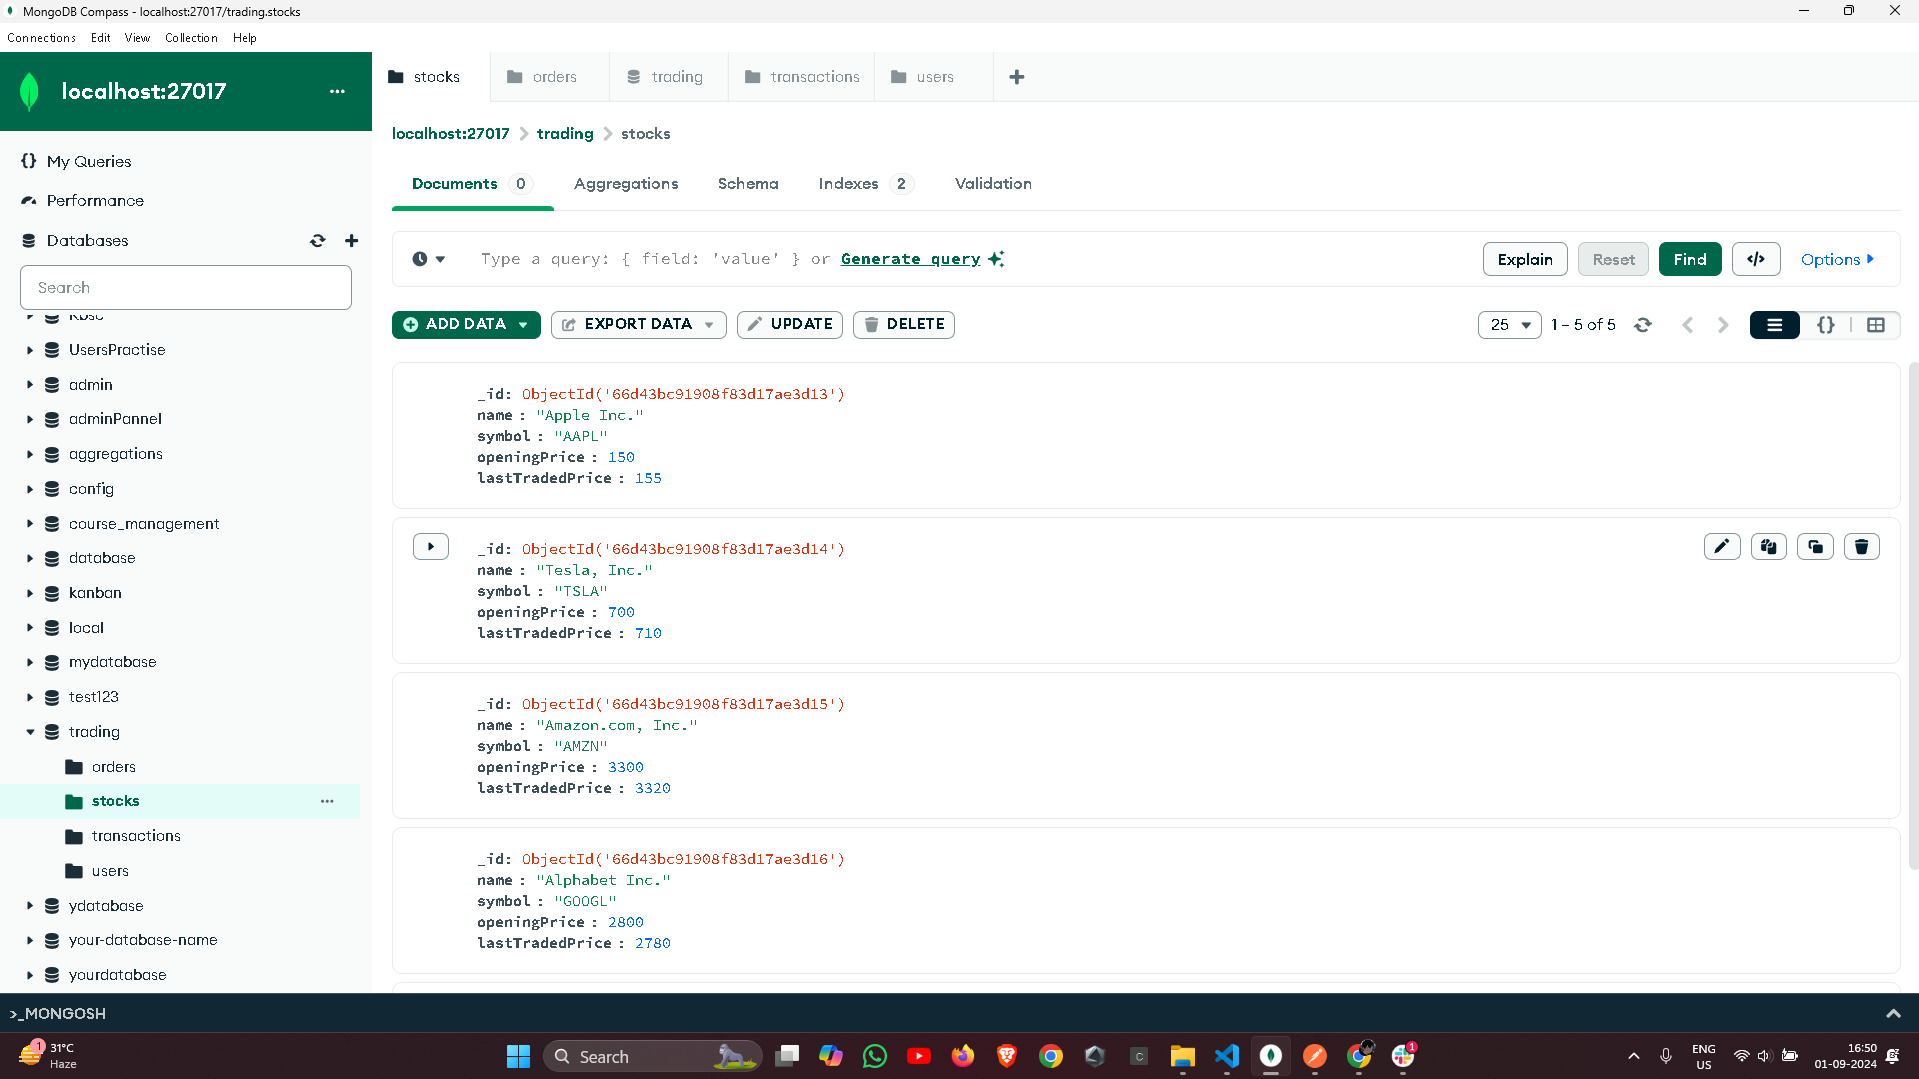 MongoDB Compass - localhost:27017/trading.stocks
Connections Edit View Collection Help
localhost:27017
stocks
orders
trading
transactions
users
localhost:27017 > trading > stocks
{} My Queries
Performance
Databases
Search
UsersPractise
admin
adminPannel
aggregations
config
course_management
database
kanban
local
mydatabase
test123
trading
orders
stocks
transactions
users
ydatabase
your-database-name
yourdatabase
Documents 0
Aggregations
Schema
Indexes 2
Validation
Type a query: { field: 'value' } or Generate query
Explain
Reset
Find
</>
Options
ADD DATA
EXPORT DATA
UPDATE
DELETE
25
1 – 5 of 5
{}
_id: ObjectId('66d43bc91908f83d17ae3d13')
name : "Apple Inc."
symbol : "AAPL"
openingPrice : 150
lastTradedPrice : 155
_id: ObjectId('66d43bc91908f83d17ae3d14')
name : "Tesla, Inc."
symbol : "TSLA"
openingPrice : 700
lastTradedPrice : 710
_id: ObjectId('66d43bc91908f83d17ae3d15')
name : "Amazon.com, Inc."
symbol : "AMZN"
openingPrice : 3300
lastTradedPrice : 3320
_id: ObjectId('66d43bc91908f83d17ae3d16')
name : "Alphabet Inc."
symbol : "GOOGL"
openingPrice : 2800
lastTradedPrice : 2780
>_MONGOSH
1
31°C
Haze
Search
C
1
ENG
US
16:50
01-09-2024